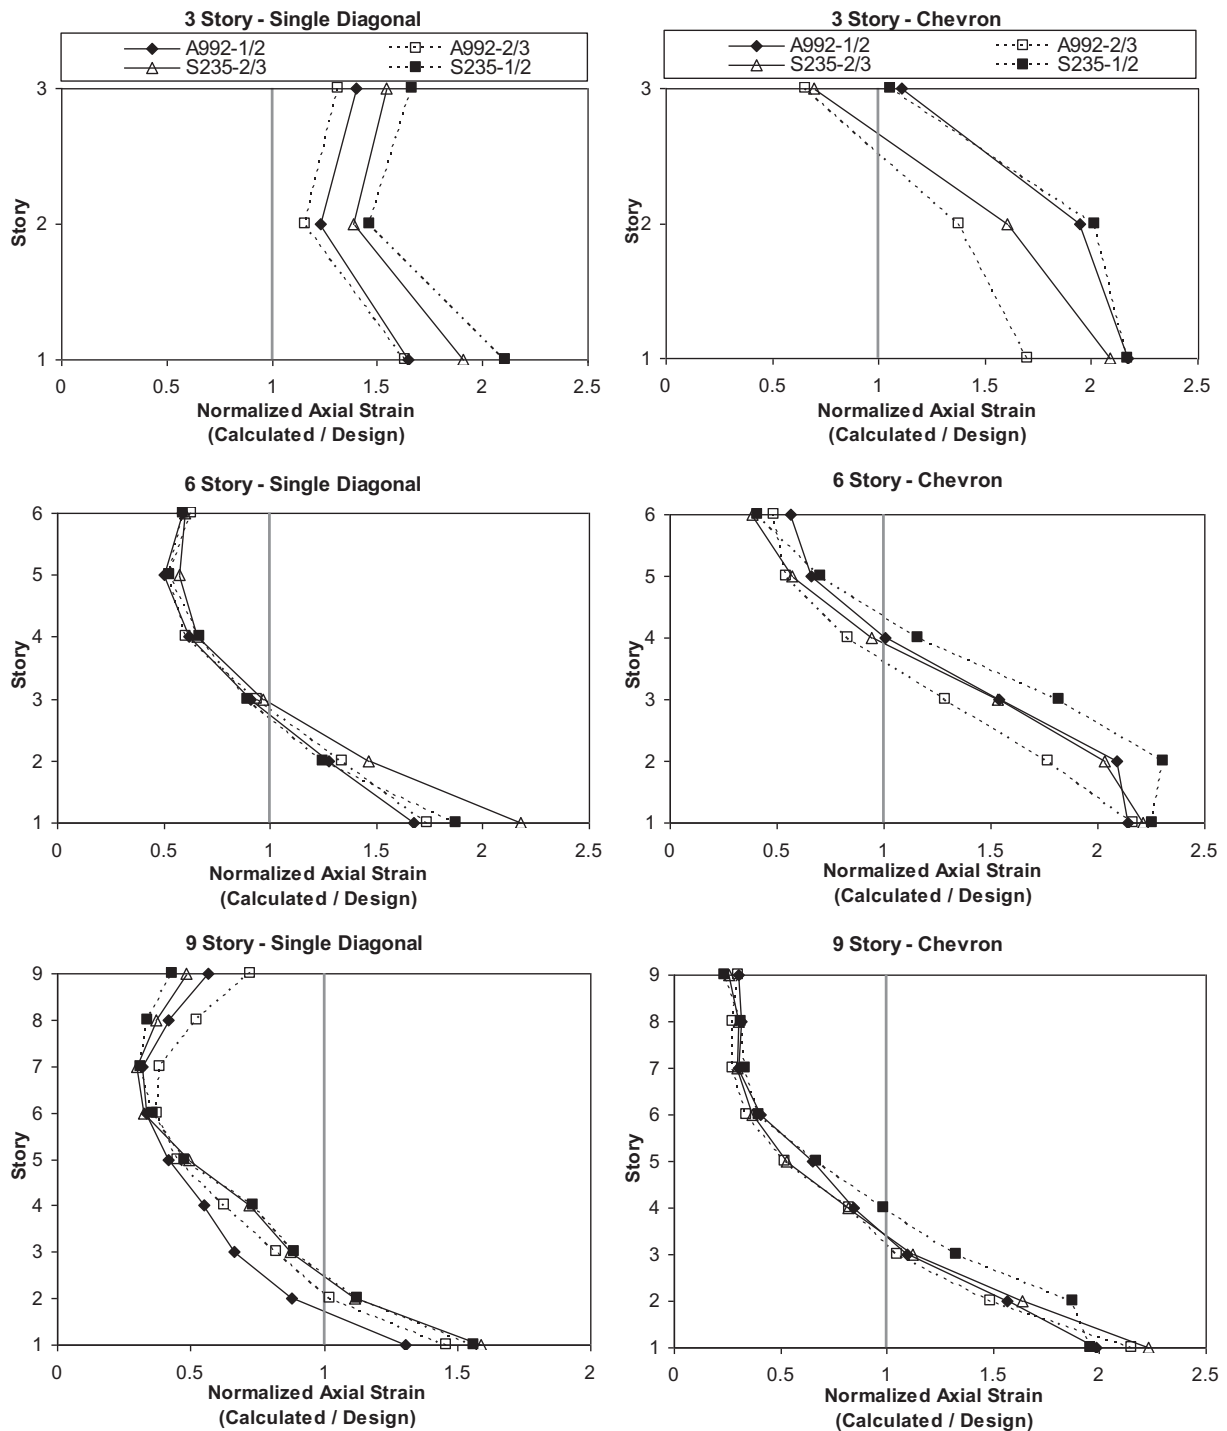 3 Story - Single Diagonal
A992-1/2
A992-2/3
S235-2/3
S235-1/2
3
2
1
Story
0
0.5
1
1.5
2
2.5
Normalized Axial Strain
(Calculated / Design)
3 Story - Chevron
A992-1/2
A992-2/3
S235-2/3
S235-1/2
3
2
1
Story
0
0.5
1
1.5
2
2.5
Normalized Axial Strain
(Calculated / Design)
6 Story - Single Diagonal
6
5
4
3
2
1
Story
0
0.5
1
1.5
2
2.5
Normalized Axial Strain
(Calculated / Design)
6 Story - Chevron
6
5
4
3
2
1
Story
0
0.5
1
1.5
2
2.5
Normalized Axial Strain
(Calculated / Design)
9 Story - Single Diagonal
9
8
7
6
5
4
3
2
1
Story
0
0.5
1
1.5
2
Normalized Axial Strain
(Calculated / Design)
9 Story - Chevron
9
8
7
6
5
4
3
2
1
Story
0
0.5
1
1.5
2
2.5
Normalized Axial Strain
(Calculated / Design)